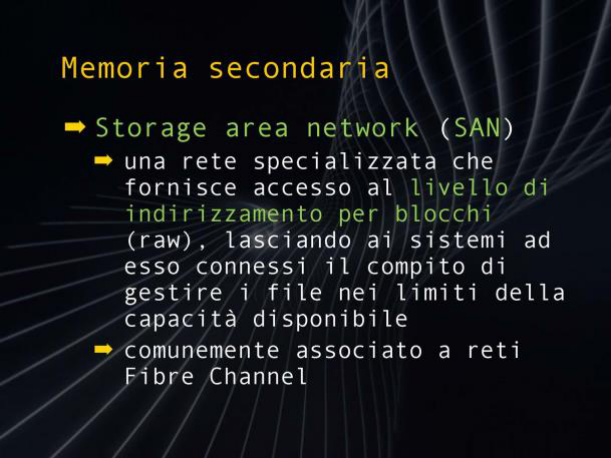 Memoria secondaria
➡ Storage area network (SAN)
➡ una rete specializzata che
fornisce accesso al livello di
indirizzamento per blocchi
(raw), lasciando ai sistemi ad
esso connessi il compito di
gestire i file nei limiti della
capacità disponibile
➡ comunemente associato a reti
Fibre Channel